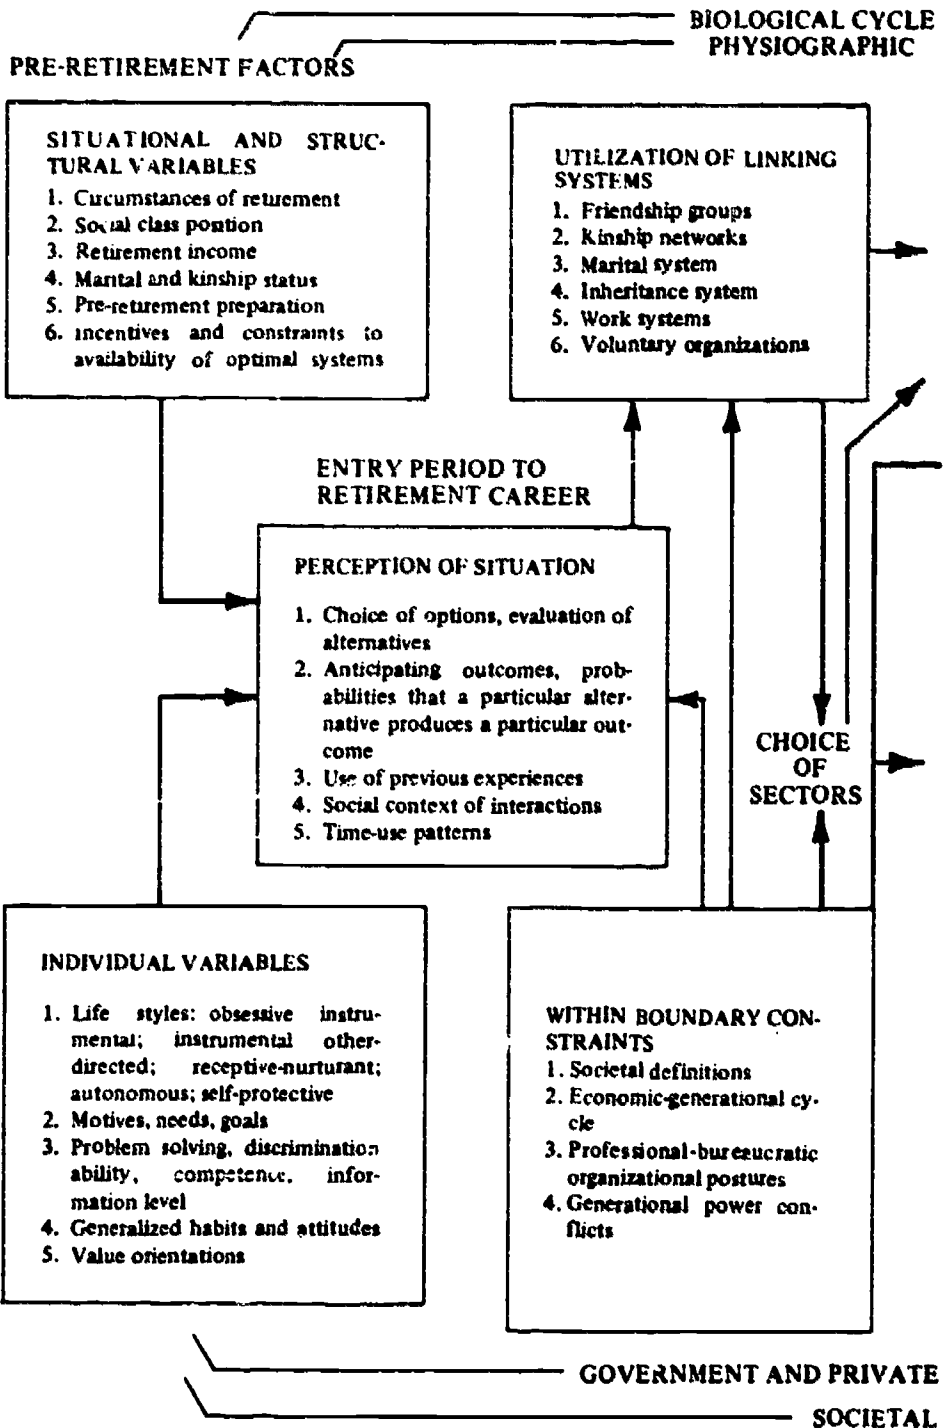 BIOLOGICAL CYCLE
PHYSIOGRAPHIC
PRE-RETIREMENT FACTORS
SITUATIONAL AND STRUC-
TURAL VARIABLES
1. Circumstances of retirement
2. Social class position
3. Retirement income
4. Marital and kinship status
5. Pre-retirement preparation
6. incentives and constraints to
availability of optimal systems
UTILIZATION OF LINKING
SYSTEMS
1. Friendship groups
2. Kinship networks
3. Marital system
4. Inheritance system
5. Work systems
6. Voluntary organizations
ENTRY PERIOD TO
RETIREMENT CAREER
PERCEPTION OF SITUATION
1. Choice of options, evaluation of
alternatives
2. Anticipating outcomes, prob-
abilities that a particular alter-
native produces a particular out-
come
3. Use of previous experiences
4. Social context of interactions
5. Time-use patterns
CHOICE
OF
SECTORS
INDIVIDUAL VARIABLES
1. Life styles: obsessive instru-
mental; instrumental other-
directed; receptive-nurturant;
autonomous; self-protective
2. Motives, needs, goals
3. Problem solving, discrimination
ability, competence, infor-
mation level
4. Generalized habits and attitudes
5. Value orientations
WITHIN BOUNDARY CON-
STRAINTS
1. Societal definitions
2. Economic-generational cy-
cle
3. Professional-bureaucratic
organizational postures
4. Generational power con-
flicts
GOVERNMENT AND PRIVATE
SOCIETAL